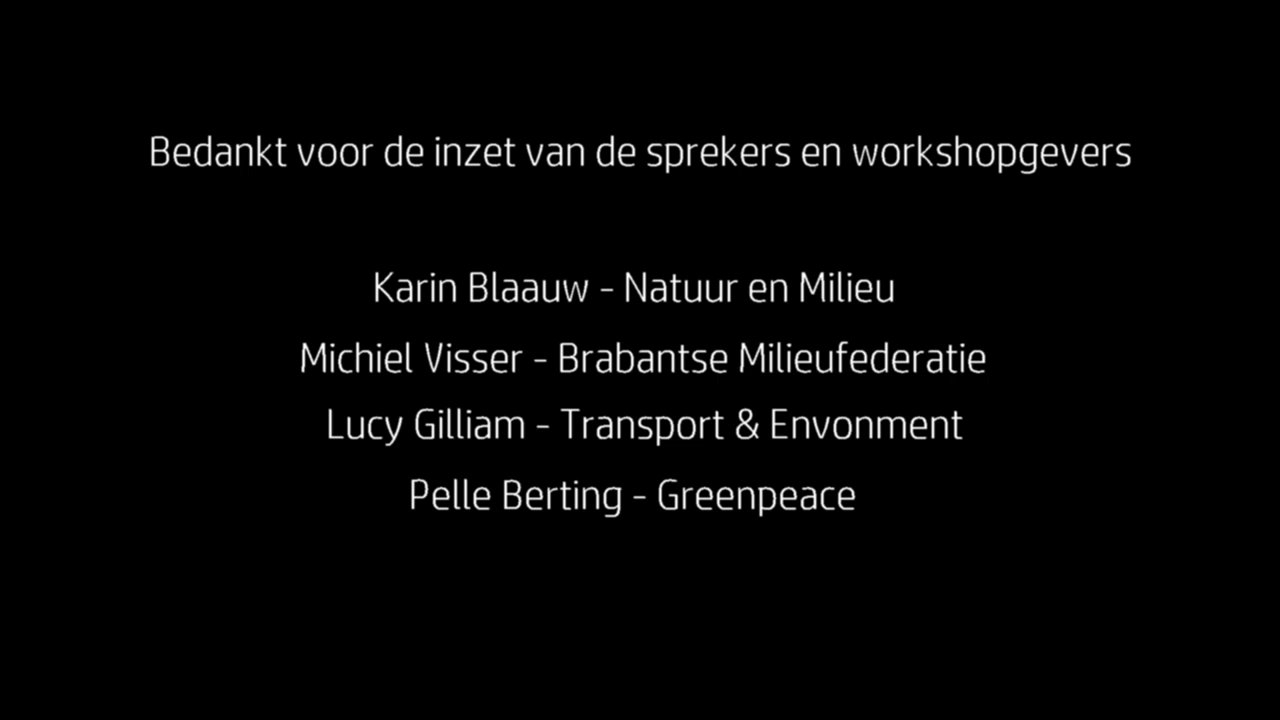 Bedankt voor de inzet van de sprekers en workshopgevers
Karin Blaauw - Natuur en Milieu
Michiel Visser - Brabantse Milieufederatie
Lucy Gilliam - Transport & Envonment
Pelle Berting - Greenpeace